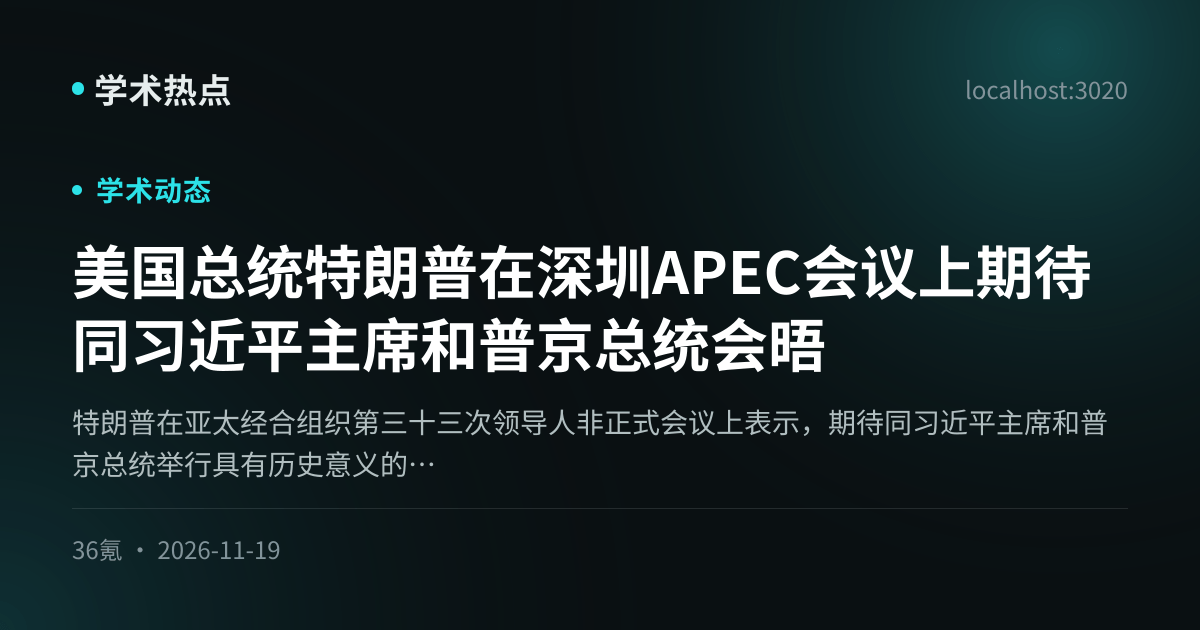 学术热点
localhost:3020
学术动态
美国总统特朗普在深圳APEC会议上期待
同习近平主席和普京总统会晤
特朗普在亚太经合组织第三十三次领导人非正式会议上表示，期待同习近平主席和普
京总统举行具有历史意义的…
36氪 · 2026-11-19